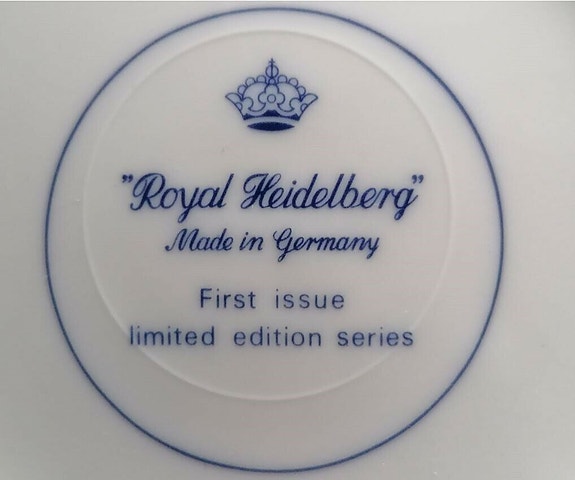 ”Royal Heidelberg”
Made in Germany
First issue
limited edition series